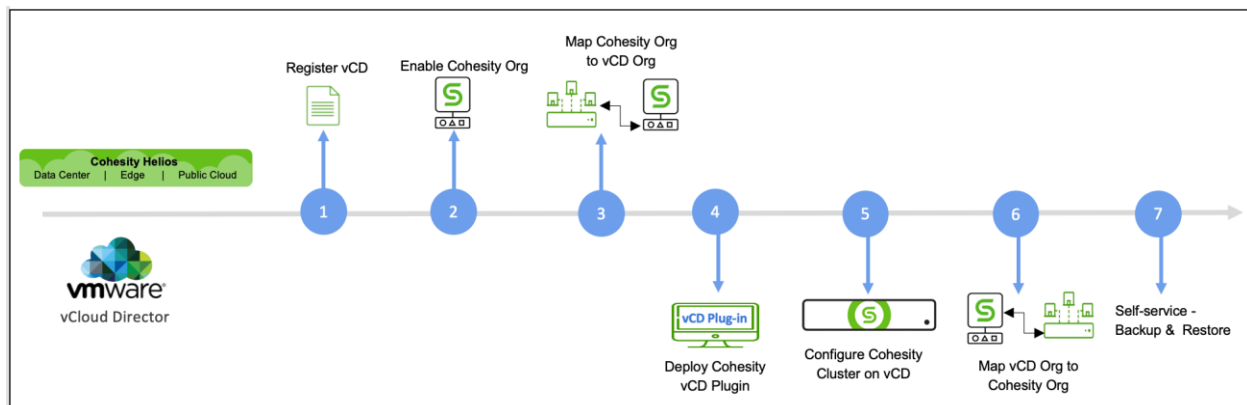 Map Cohesity Org
to vCD Org
Register vCD
Enable Cohesity Org
Cohesity Helios
Data Center | Edge | Public Cloud
1
2
3
4
5
6
7
vmware®
vCloud Director
vCD Plug-in
Deploy Cohesity
vCD Plugin
Configure Cohesity
Cluster on vCD
Map vCD Org to
Cohesity Org
Self-service -
Backup & Restore